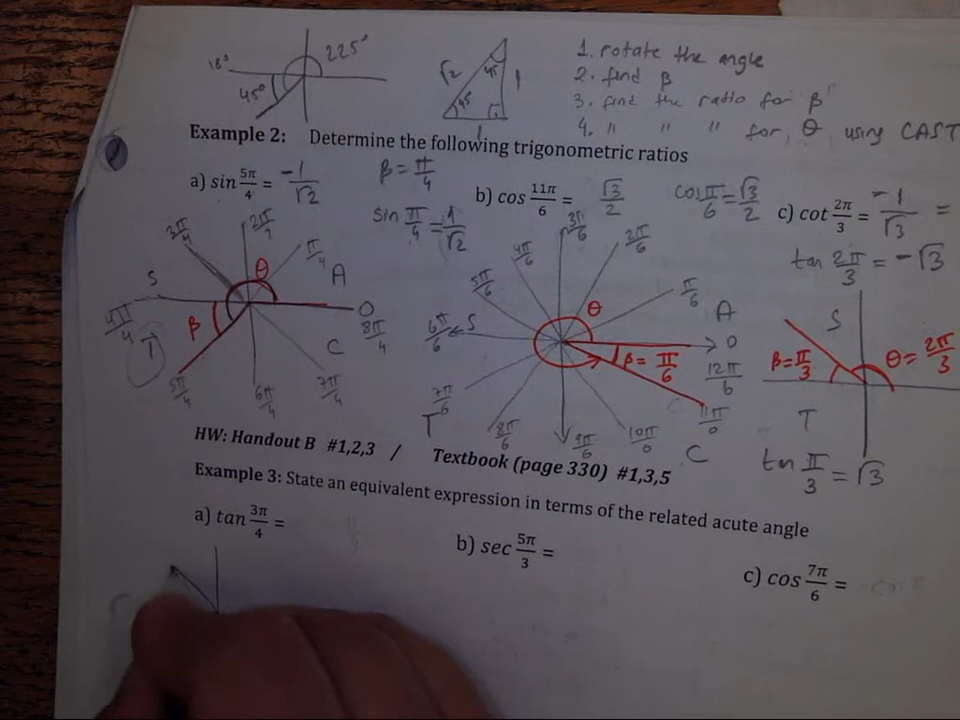 225°
18°
45°
√2
45
1
45
1
1. rotate the angle
2. find β
3. find the ratio for β
4. " " " for θ using CAST
Example 2: Determine the following trigonometric ratios
a) sin 5π/4 = -1/√2
β = π/4
sin π/4 = 1/√2
b) cos 11π/6 = √3/2
cos π/6 = √3/2
c) cot 2π/3 = -1/√3 =
tan 2π/3 = -√3
3π/4
2π/4
π/4
θ
S
A
4π/4
β
0
8π/4
T
C
5π/4
6π/4
7π/4
3π/6
4π/6
2π/6
5π/6
π/6
θ
A
6π/6
S
0
β = π/6
12π/6
7π/6
T
8π/6
9π/6
10π/6
C
S
β = π/3
θ = 2π/3
T
tan π/3 = √3
HW: Handout B #1,2,3 / Textbook (page 330) #1,3,5
Example 3: State an equivalent expression in terms of the related acute angle
a) tan 3π/4 =
b) sec 5π/3 =
c) cos 7π/6 =